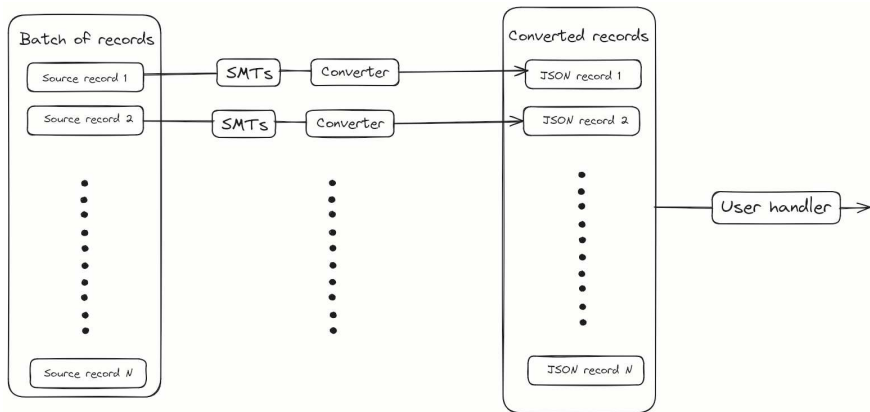 Batch of records
Converted records
Source record 1
SMTs
Converter
JSON record 1
Source record 2
SMTs
Converter
JSON record 2
User handler
Source record N
JSON record N